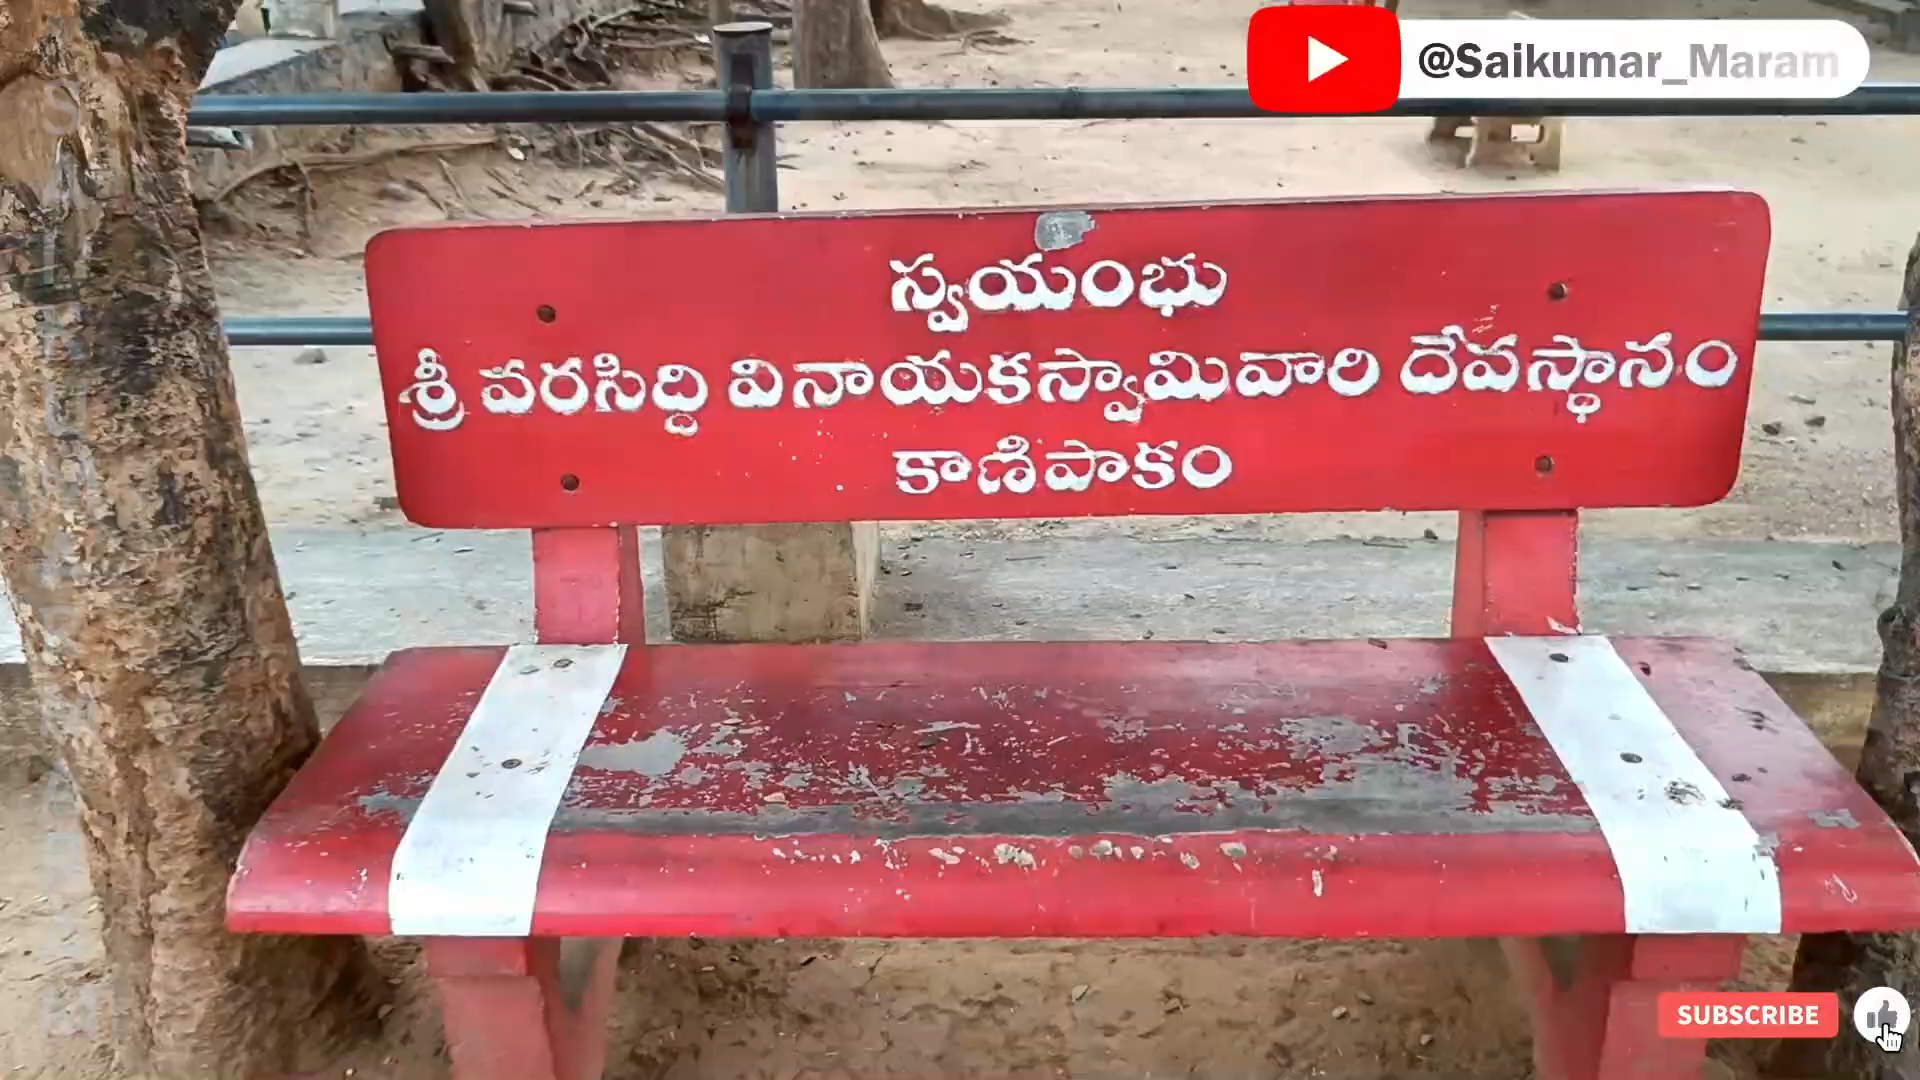 @Saikumar_Maram
స్వయంభు
శ్రీ వరసిద్ది వినాయకస్వామివారి దేవస్థానం
కాణిపాకం
SUBSCRIBE